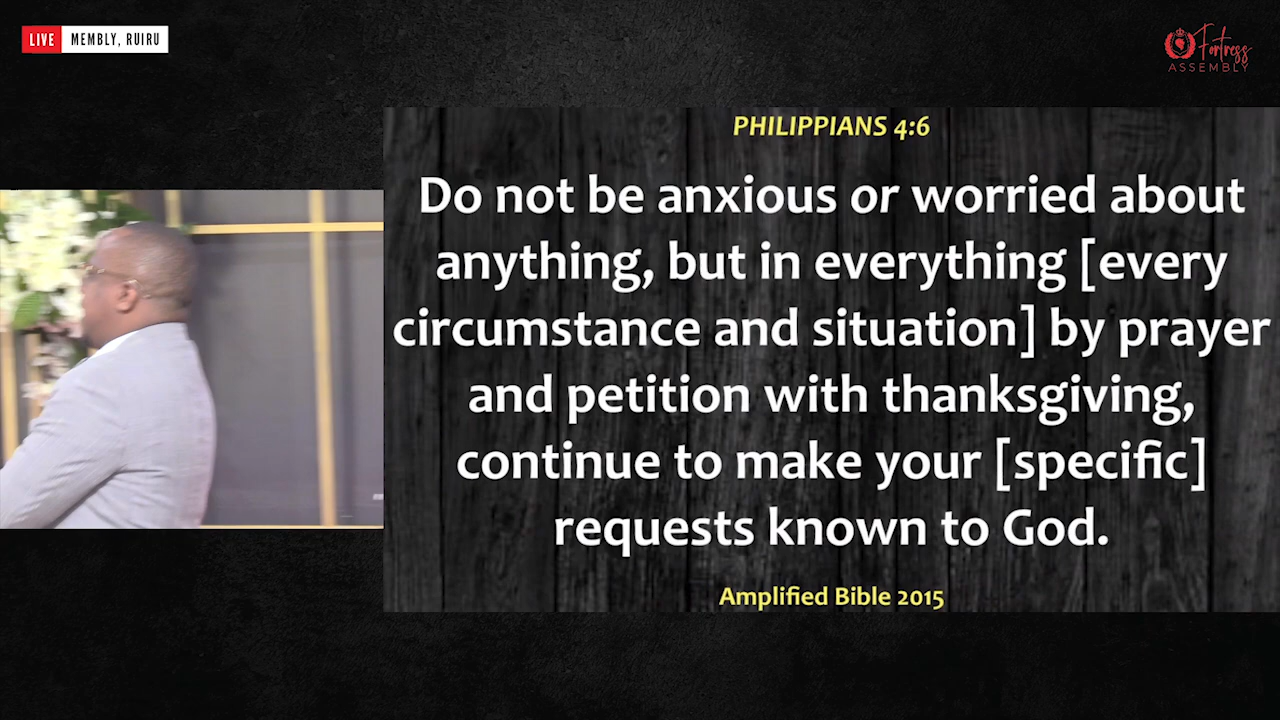 LIVE MEMBLY, RUIRU
Fortress
ASSEMBLY
PHILIPPIANS 4:6
Do not be anxious or worried about
anything, but in everything [every
circumstance and situation] by prayer
and petition with thanksgiving,
continue to make your [specific]
requests known to God.
Amplified Bible 2015